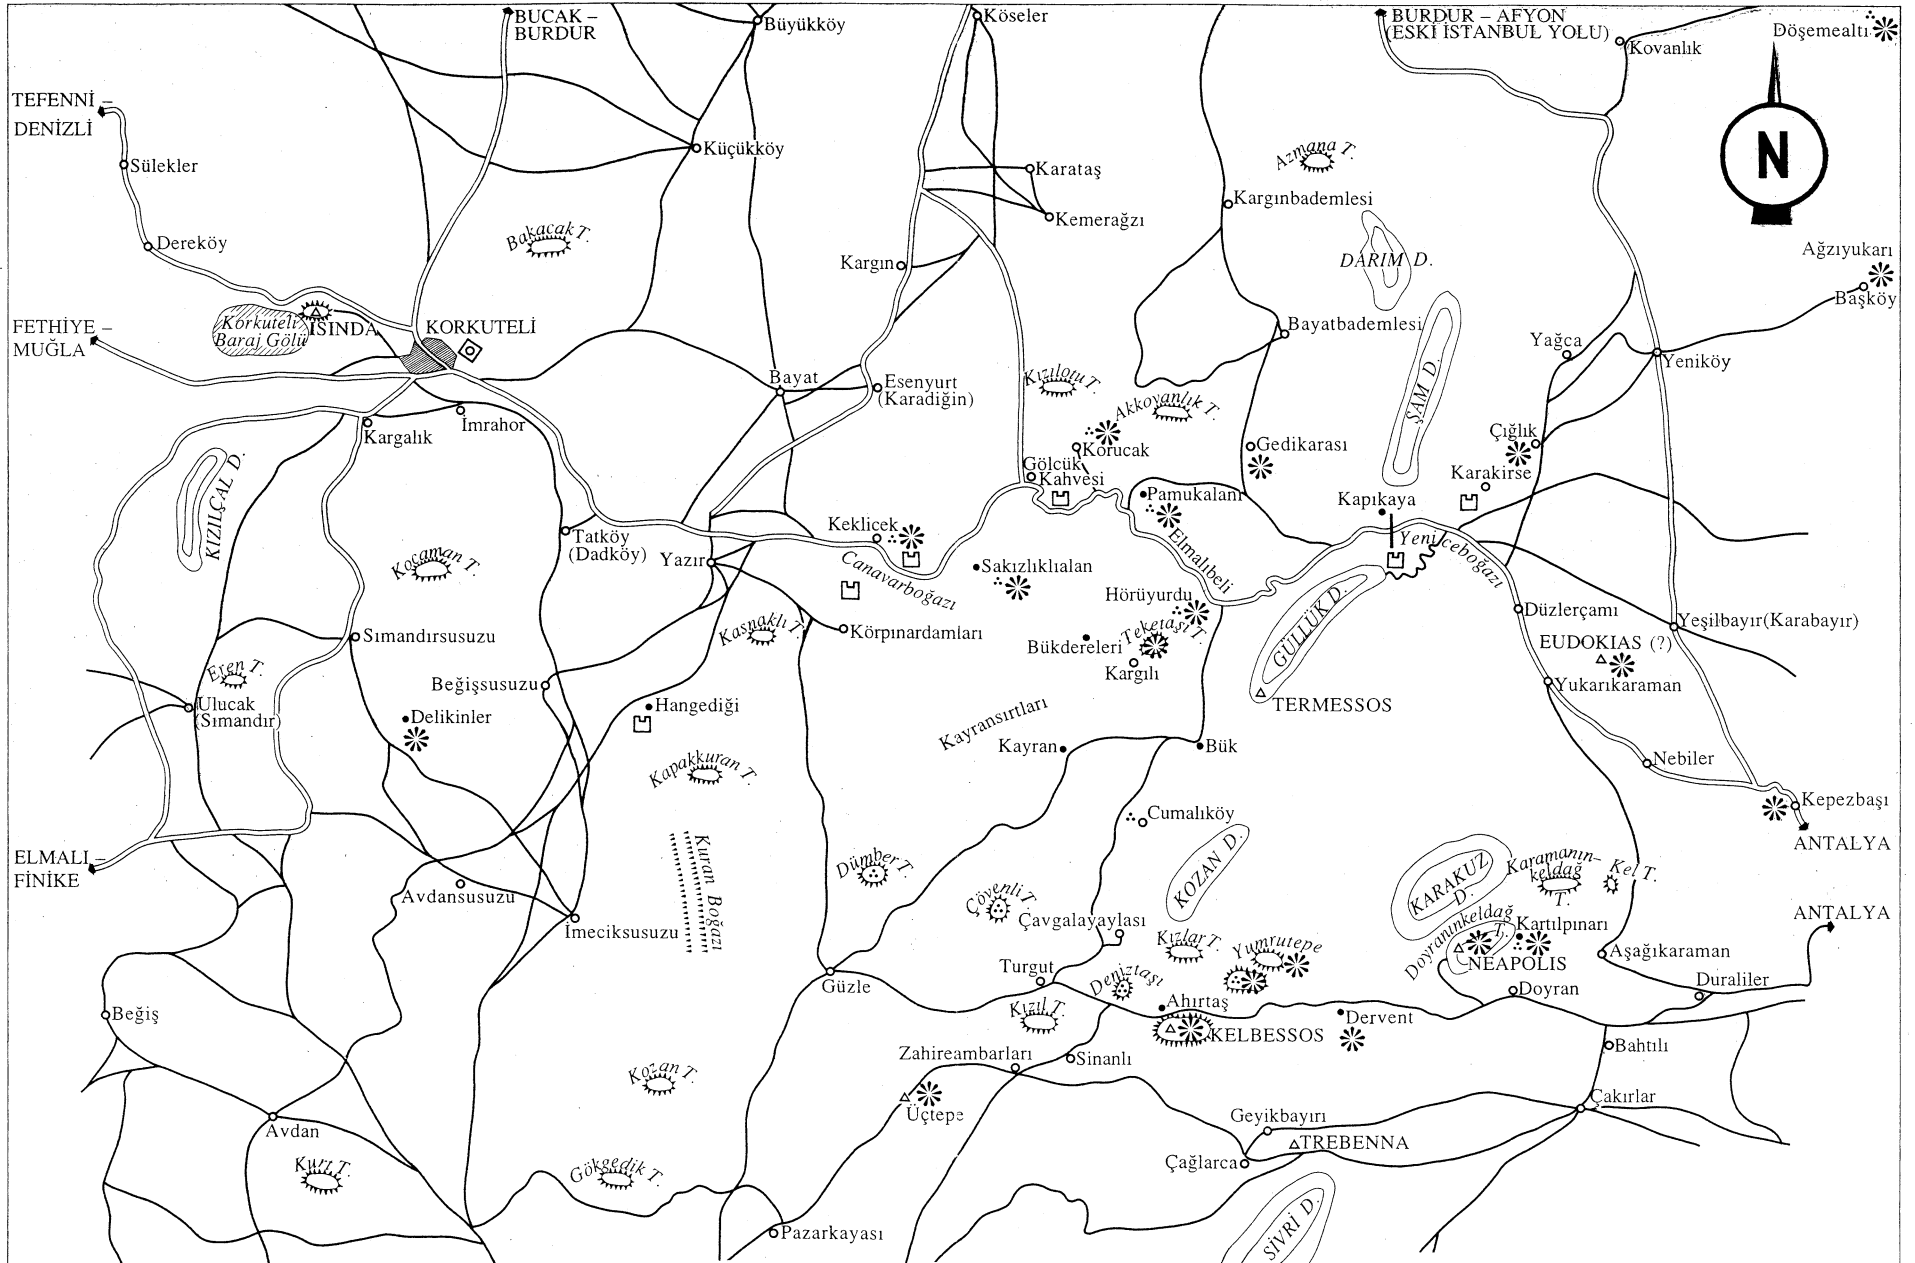 BUCAK –
BURDUR
Büyükköy
Köseler
BURDUR – AFYON
(ESKİ İSTANBUL YOLU)
Kovanlık
Döşemealtı
TEFENNİ –
DENİZLİ
Sülekler
Küçükköy
Karataş
Azmana T.
N
Kargınbademlesi
Kemerağzı
Dereköy
Bakacak T.
Kargın
DARIM D.
Ağzıyukarı
Başköy
Korkuteli
Baraj Gölü
ISINDA
KORKUTELİ
FETHİYE –
MUĞLA
Bayatbademlesi
Yağca
Yeniköy
Bayat
Esenyurt
(Karadiğin)
Kızılotu T.
Akkovanlık T.
ŞAM D.
Kargalık
İmrahor
Korucak
Gedikarası
Çığlık
KIZILÇAL D.
Gölcük
Kahvesi
Karakirse
Pamukalanı
Kapıkaya
Tatköy
(Dadköy)
Keklicek
Elmalıbeli
Yeniceboğazı
Kocaman T.
Yazır
Canavarboğazı
Sakızlıklıalan
Hörüyurdu
GÜLLÜK D.
Düzlerçamı
Kasnaklı T.
Körpınardamları
Teketaşı T.
Bükdereleri
Yeşilbayır(Karabayır)
EUDOKIAS (?)
Sımandırsusuzu
Eren T.
Kargılı
Beğişsusuzu
Yukarıkaraman
Ulucak
(Sımandır)
Delikinler
Hangediği
TERMESSOS
Kayransırtları
Kayran
Bük
Nebiler
Kapakkuran T.
Kepezbaşı
Cumalıköy
ANTALYA
ELMALI –
FİNİKE
Kuran Boğazı
Dümber T.
KOZAN D.
KARAKUZ
D.
Karamanın-
keldağ
T.
Kel T.
Avdansusuzu
Çövenli T.
Çavgalayaylası
ANTALYA
İmeciksusuzu
Kızlar T.
Yumrutepe
Doyranınkeldağ
T.
Kartılpınarı
NEAPOLIS
Aşağıkaraman
Turgut
Deniztaşı
Güzle
Duraliler
Doyran
Beğiş
Kızıl T.
Ahırtaş
Dervent
KELBESSOS
Zahireambarları
Sinanlı
Bahtılı
Kozan T.
Üçtepe
Çakırlar
Geyikbayırı
Avdan
TREBENNA
Kurt T.
Gökgedik T.
Çağlarca
Pazarkayası
SİVRİ D.